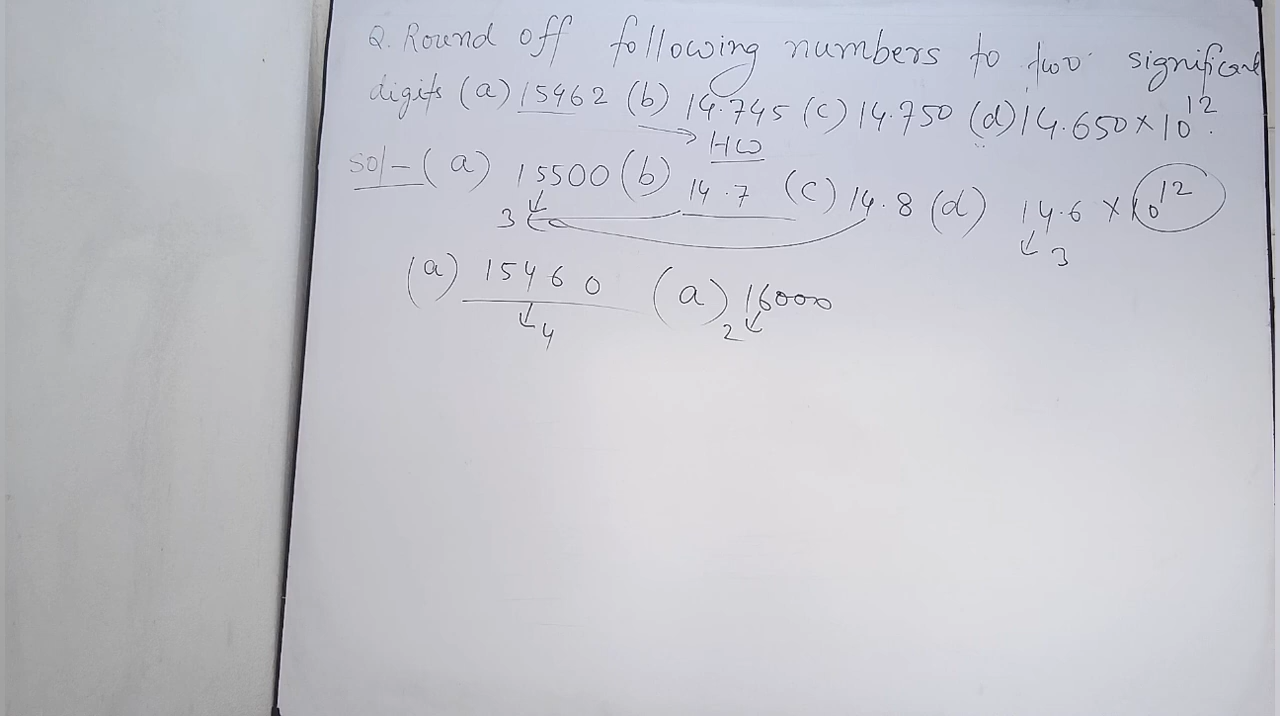 Q. Round off following numbers to two significant
digits (a) 15462 (b) 14.745 (c) 14.750 (d) 14.650 × 10¹².
→ HW
Sol - (a) 15500 (b) 14.7 (c) 14.8 (d) 14.6 × 10¹²
3 3
(a) 15460 (a) 16000
4 2